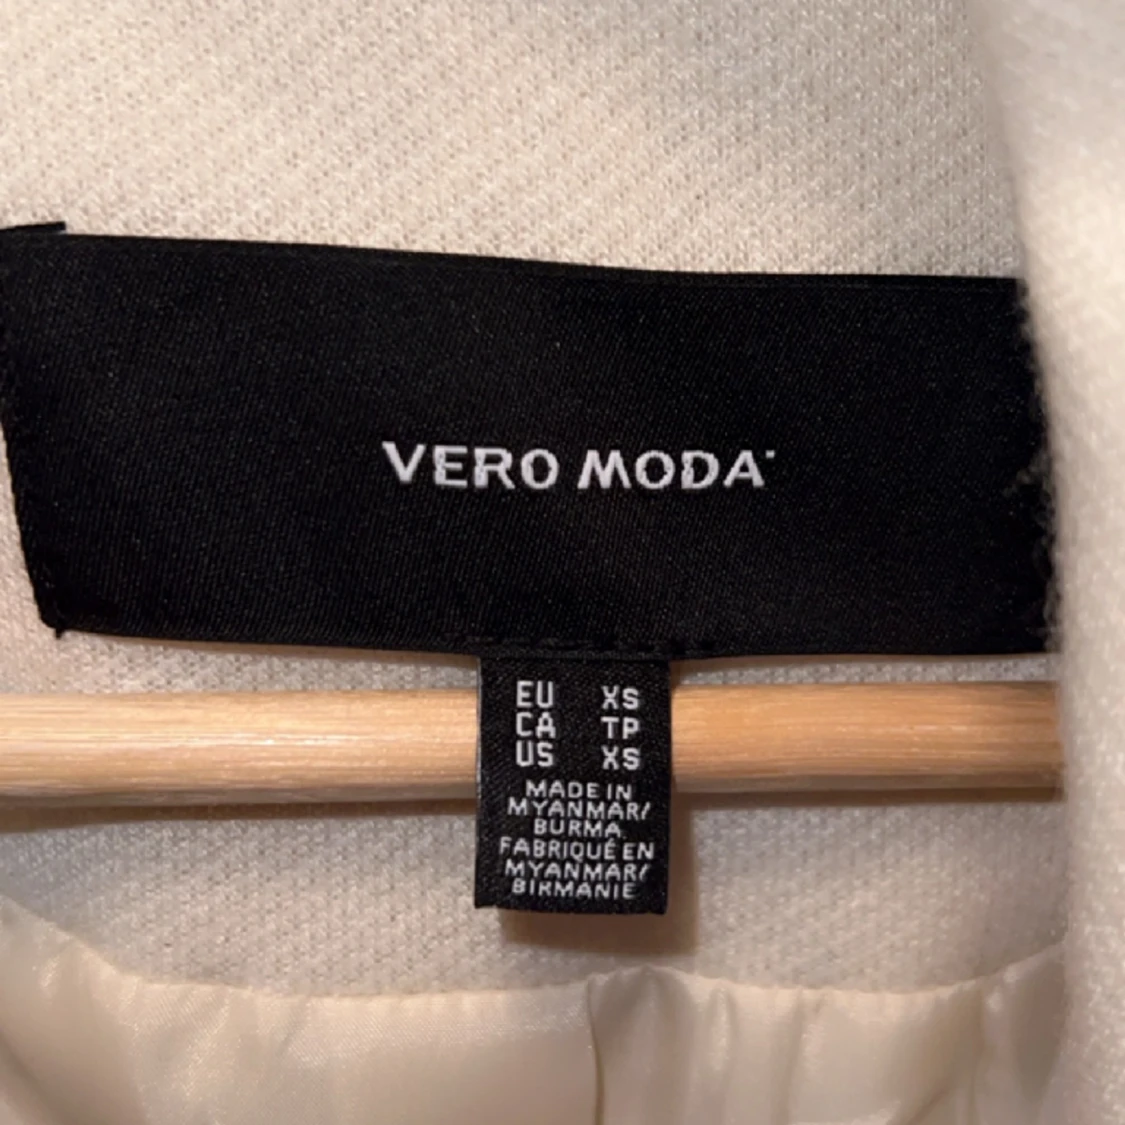 VERO MODA
EU XS
CA TP
US XS
MADE IN
MYANMAR/
BURMA
FABRIQUÉ EN
MYANMAR/
BIRMANIE